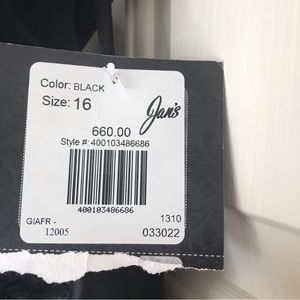 Color: BLACK
Size: 16
Jan's
660.00
Style #: 400103486686
400103486686
GIAFR - 1310
12005 033022